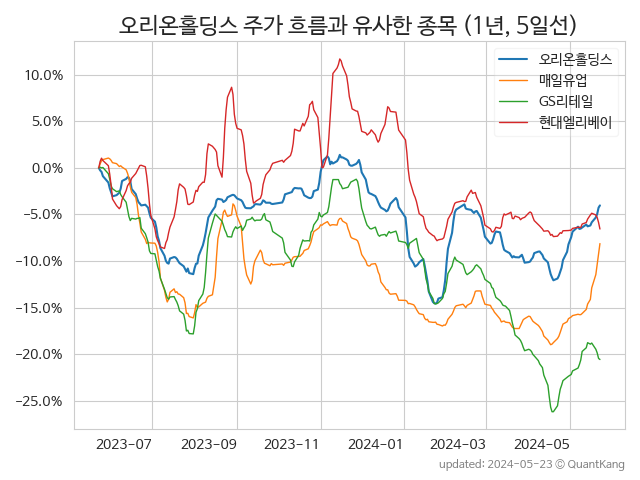 오리온홀딩스 주가 흐름과 유사한 종목 (1년, 5일선)
오리온홀딩스
매일유업
GS리테일
현대엘리베이
10.0%
5.0%
0.0%
−5.0%
−10.0%
−15.0%
−20.0%
−25.0%
2023-07 2023-09 2023-11 2024-01 2024-03 2024-05
updated: 2024-05-23 © QuantKang